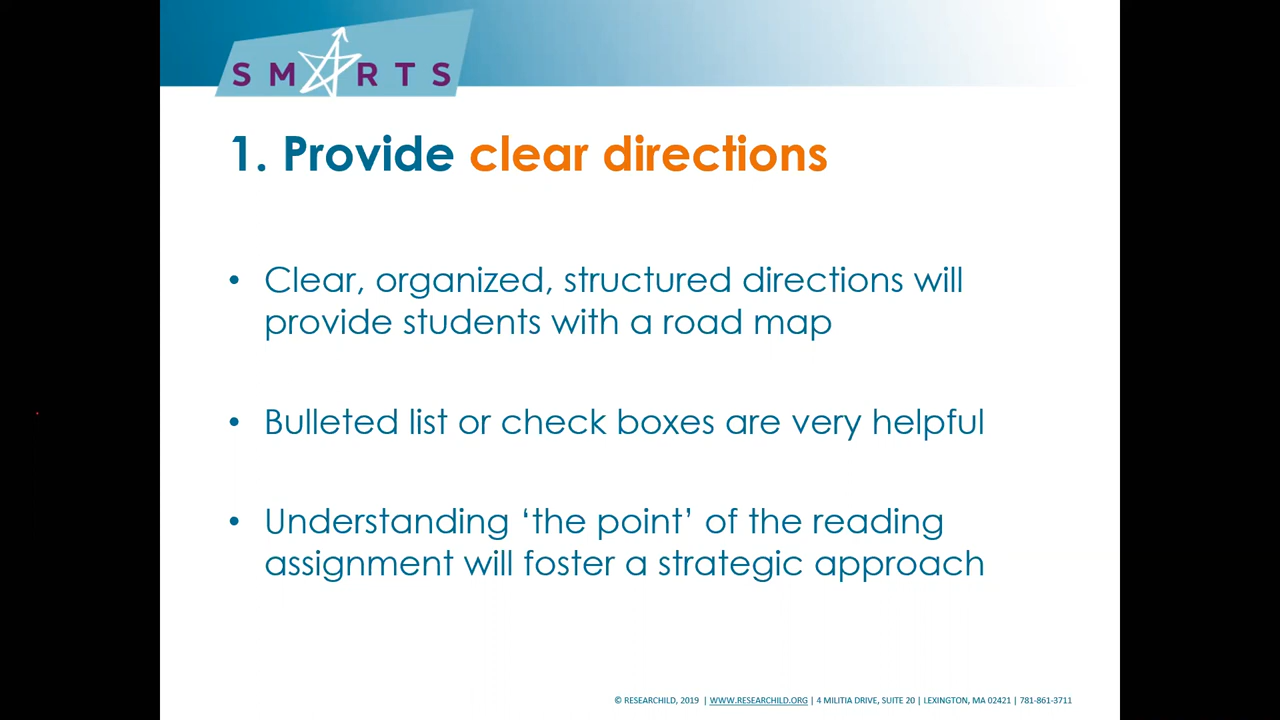 SMARTS
1. Provide clear directions
• Clear, organized, structured directions will
provide students with a road map
• Bulleted list or check boxes are very helpful
• Understanding ‘the point’ of the reading
assignment will foster a strategic approach
© RESEARCHILD, 2019 | WWW.RESEARCHILD.ORG | 4 MILITIA DRIVE, SUITE 20 | LEXINGTON, MA 02421 | 781-861-3711